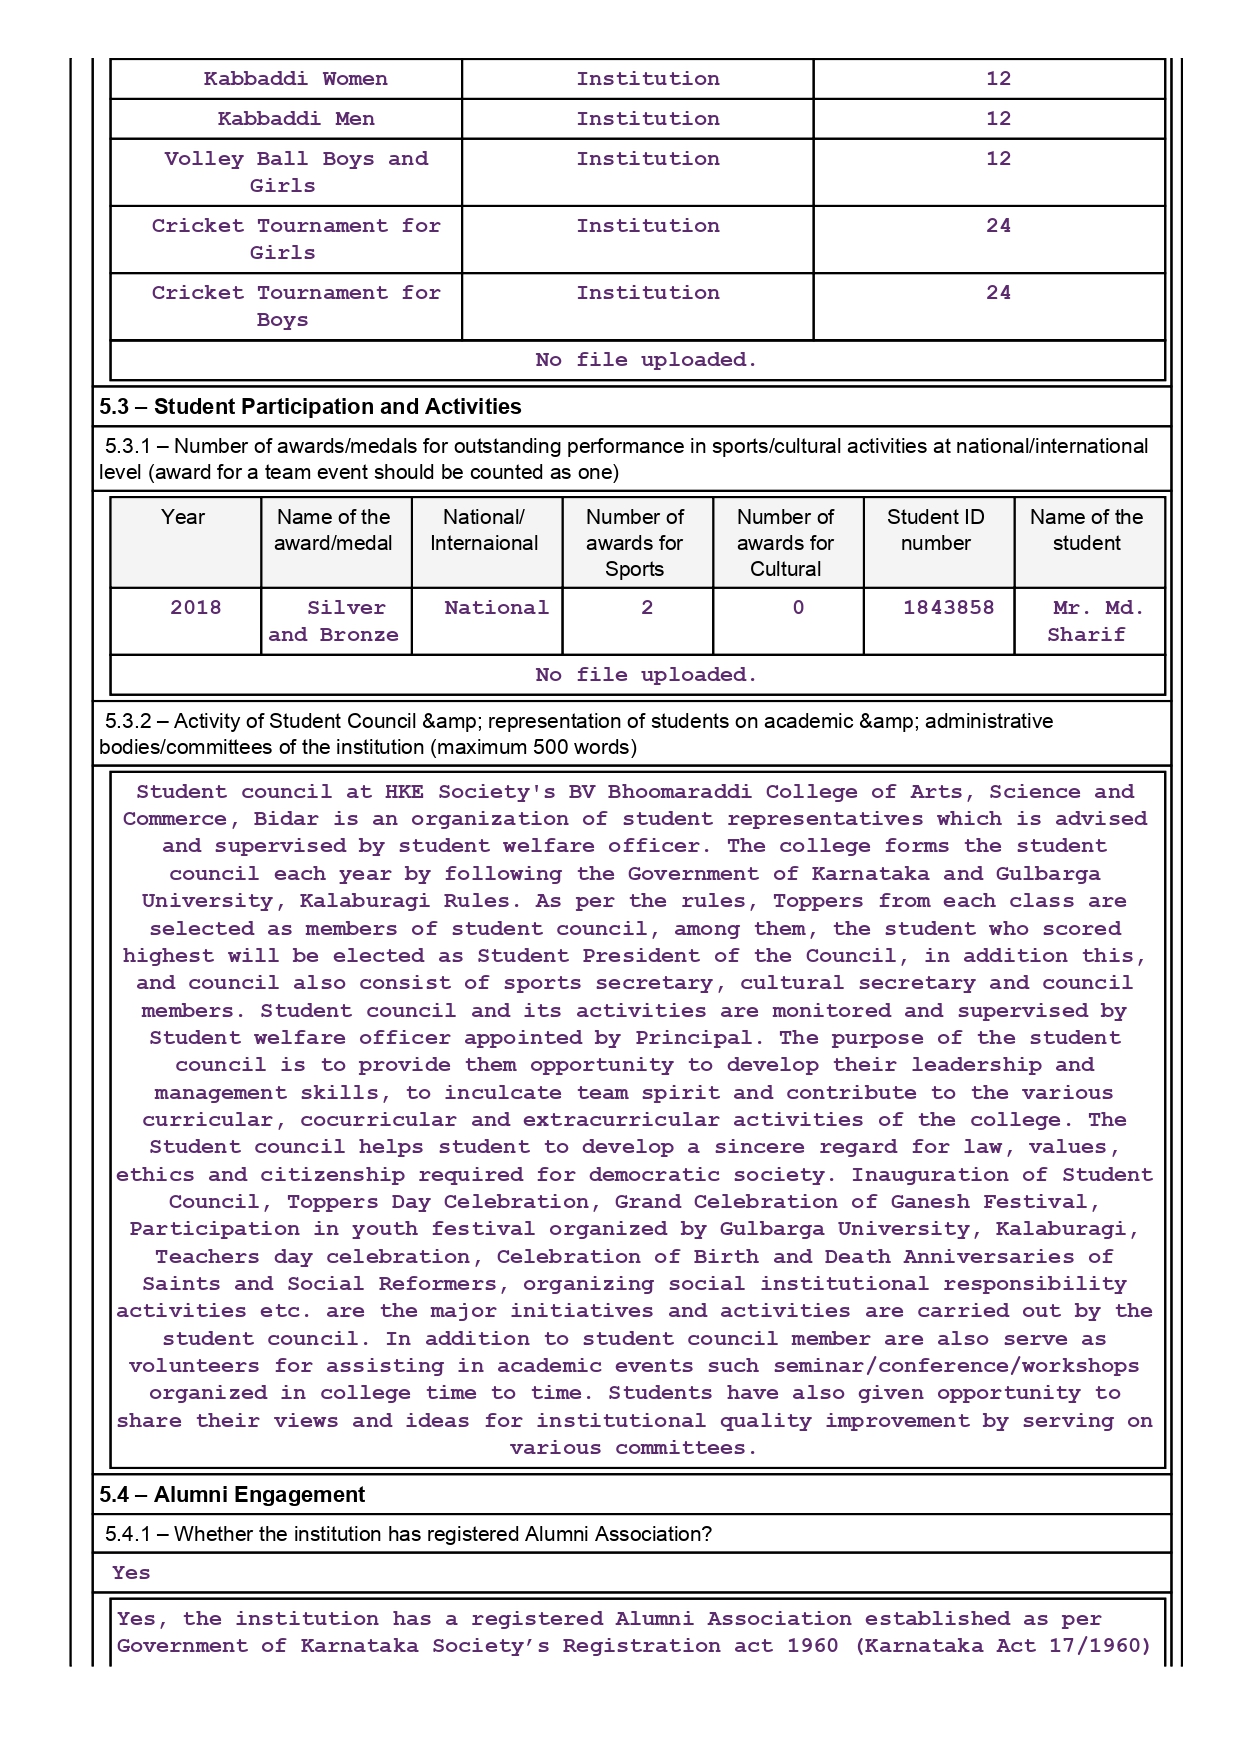 Kabbaddi Women Institution 12
Kabbaddi Men Institution 12
Volley Ball Boys and Institution 12
Girls
Cricket Tournament for Institution 24
Girls
Cricket Tournament for Institution 24
Boys
No file uploaded.
5.3 – Student Participation and Activities
5.3.1 – Number of awards/medals for outstanding performance in sports/cultural activities at national/international
level (award for a team event should be counted as one)
Year Name of the National/ Number of Number of Student ID Name of the
award/medal Internaional awards for awards for number student
Sports Cultural
2018 Silver National 2 0 1843858 Mr. Md.
and Bronze Sharif
No file uploaded.
5.3.2 – Activity of Student Council &amp; representation of students on academic &amp; administrative
bodies/committees of the institution (maximum 500 words)
Student council at HKE Society's BV Bhoomaraddi College of Arts, Science and
Commerce, Bidar is an organization of student representatives which is advised
and supervised by student welfare officer. The college forms the student
council each year by following the Government of Karnataka and Gulbarga
University, Kalaburagi Rules. As per the rules, Toppers from each class are
selected as members of student council, among them, the student who scored
highest will be elected as Student President of the Council, in addition this,
and council also consist of sports secretary, cultural secretary and council
members. Student council and its activities are monitored and supervised by
Student welfare officer appointed by Principal. The purpose of the student
council is to provide them opportunity to develop their leadership and
management skills, to inculcate team spirit and contribute to the various
curricular, cocurricular and extracurricular activities of the college. The
Student council helps student to develop a sincere regard for law, values,
ethics and citizenship required for democratic society. Inauguration of Student
Council, Toppers Day Celebration, Grand Celebration of Ganesh Festival,
Participation in youth festival organized by Gulbarga University, Kalaburagi,
Teachers day celebration, Celebration of Birth and Death Anniversaries of
Saints and Social Reformers, organizing social institutional responsibility
activities etc. are the major initiatives and activities are carried out by the
student council. In addition to student council member are also serve as
volunteers for assisting in academic events such seminar/conference/workshops
organized in college time to time. Students have also given opportunity to
share their views and ideas for institutional quality improvement by serving on
various committees.
5.4 – Alumni Engagement
5.4.1 – Whether the institution has registered Alumni Association?
Yes
Yes, the institution has a registered Alumni Association established as per
Government of Karnataka Society’s Registration act 1960 (Karnataka Act 17/1960)